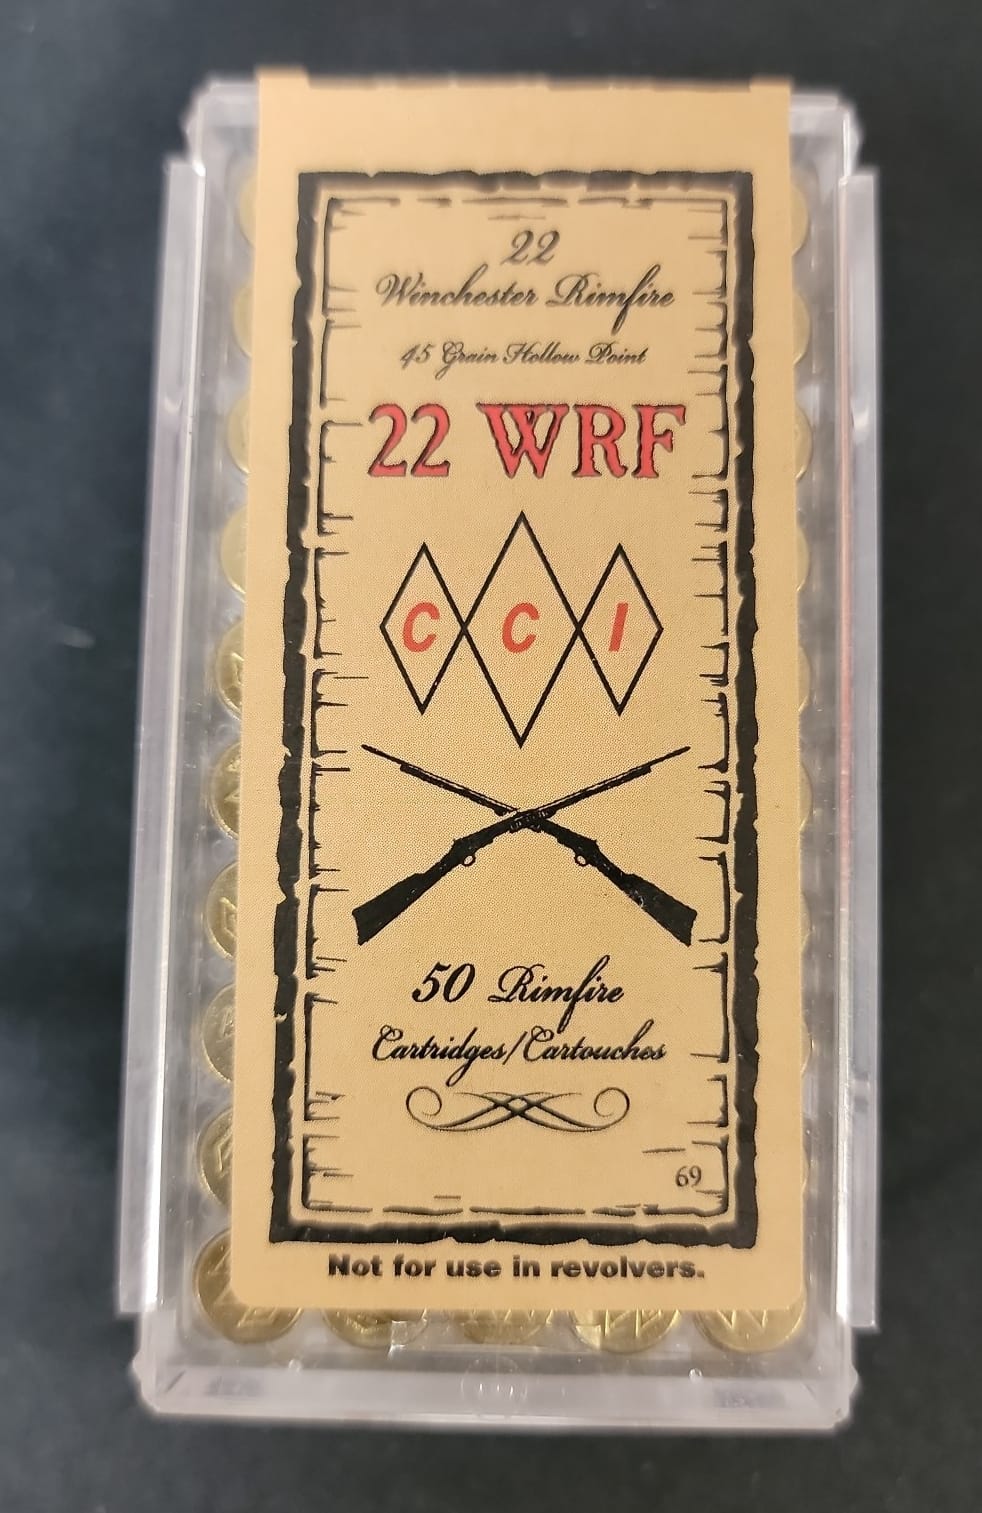 22
Winchester Rimfire
45 Grain Hollow Point
22 WRF
CCI
50 Rimfire
Cartridges/Cartouches
69
Not for use in revolvers.